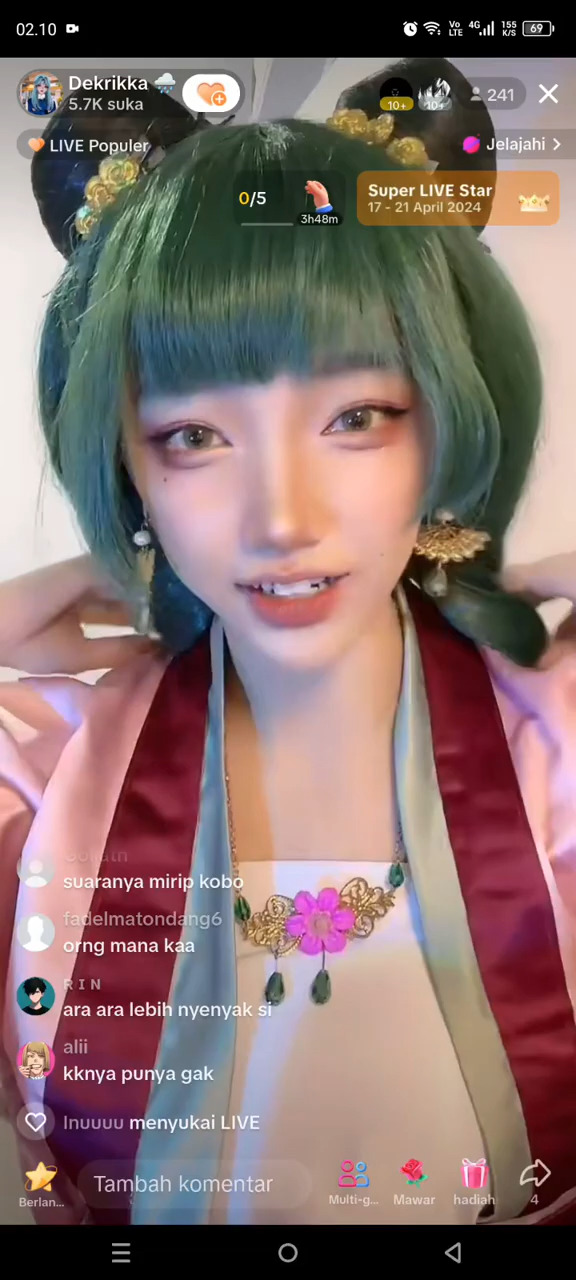 02.10
Vo
LTE
4G
155
K/S
69
Dekrikka
5.7K suka
10+
10+
241
LIVE Populer
Jelajahi
0/5
3h48m
Super LIVE Star
17 - 21 April 2024
suaranya mirip kobo
fadelmatondang6
orng mana kaa
R I N
ara ara lebih nyenyak si
alii
kknya punya gak
Inuuuu menyukai LIVE
Berlan...
Tambah komentar
Multi-g...
Mawar
hadiah
4